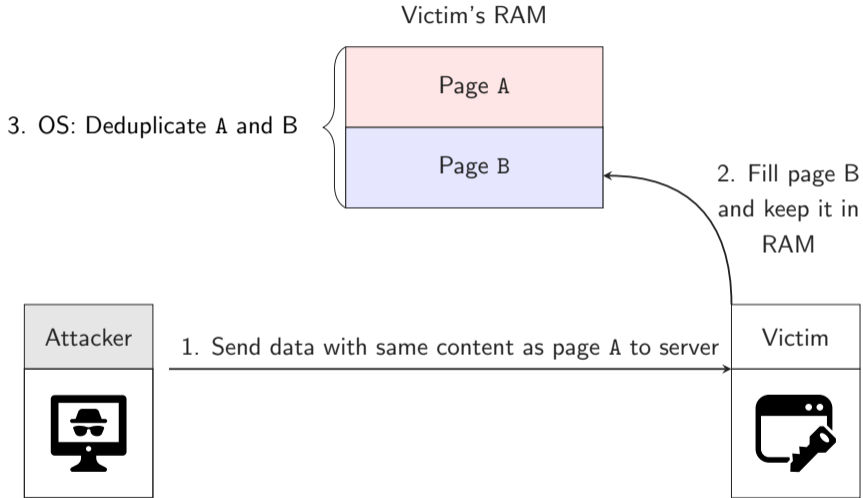 Victim's RAM
Page A
3. OS: Deduplicate A and B
Page B
2. Fill page B
and keep it in
RAM
Attacker
1. Send data with same content as page A to server
Victim